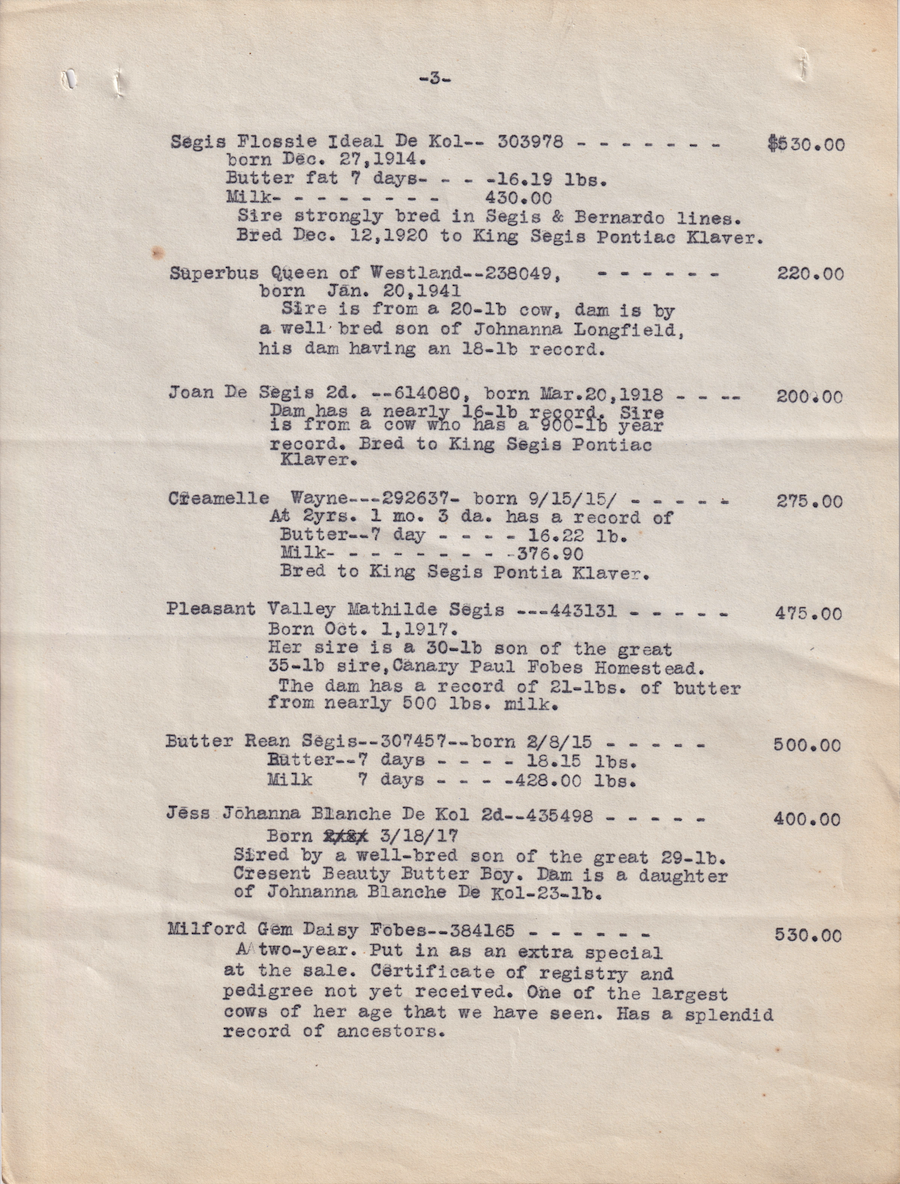 -3-
Segis Flossie Ideal De Kol-- 303978 - - - - - - - $530.00
born Dec. 27,1914.
Butter fat 7 days- - - -16.19 lbs.
Milk- - - - - - - - 430.00
Sire strongly bred in Segis & Bernardo lines.
Bred Dec. 12,1920 to King Segis Pontiac Klaver.
Superbus Queen of Westland--238049, - - - - - - 220.00
born Jan. 20,1941
Sire is from a 20-lb cow, dam is by
a well bred son of Johnanna Longfield,
his dam having an 18-lb record.
Joan De Segis 2d. --614080, born Mar.20,1918 - - -- 200.00
Dam has a nearly 16-lb record. Sire
is from a cow who has a 900-lb year
record. Bred to King Segis Pontiac
Klaver.
Creamelle Wayne---292637- born 9/15/15/ - - - - - 275.00
At 2yrs. 1 mo. 3 da. has a record of
Butter--7 day - - - - 16.22 lb.
Milk- - - - - - - - -376.90
Bred to King Segis Pontia Klaver.
Pleasant Valley Mathilde Segis ---443131 - - - - - 475.00
Born Oct. 1,1917.
Her sire is a 30-lb son of the great
35-lb sire,Canary Paul Fobes Homestead.
The dam has a record of 21-lbs. of butter
from nearly 500 lbs. milk.
Butter Rean Segis--307457--born 2/8/15 - - - - - 500.00
Butter--7 days - - - - 18.15 lbs.
Milk 7 days - - - -428.00 lbs.
Jess Johanna Blanche De Kol 2d--435498 - - - - - 400.00
Born 3/18/17
Sired by a well-bred son of the great 29-lb.
Cresent Beauty Butter Boy. Dam is a daughter
of Johnanna Blanche De Kol-23-lb.
Milford Gem Daisy Fobes--384165 - - - - - - 530.00
A two-year. Put in as an extra special
at the sale. Certificate of registry and
pedigree not yet received. One of the largest
cows of her age that we have seen. Has a splendid
record of ancestors.